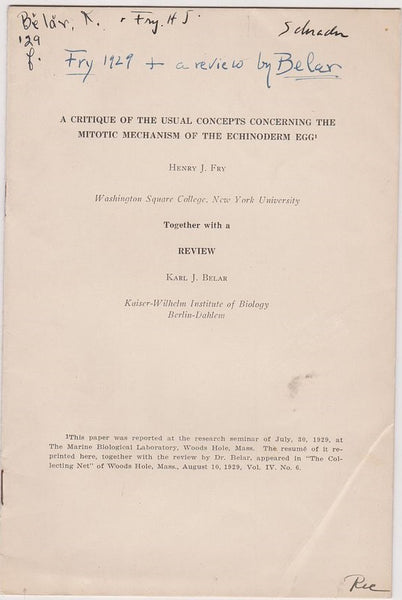 Bělăr, K. + Fry. H J.
'29
f.
Schrader
Fry 1929 + a review by Belar
A CRITIQUE OF THE USUAL CONCEPTS CONCERNING THE
MITOTIC MECHANISM OF THE ECHINODERM EGG¹
HENRY J. FRY
Washington Square College, New York University
Together with a
REVIEW
KARL J. BELAR
Kaiser-Wilhelm Institute of Biology
Berlin-Dahlem
¹This paper was reported at the research seminar of July, 30, 1929, at
The Marine Biological Laboratory, Woods Hole, Mass. The resumé of it re-
printed here, together with the review by Dr. Belar, appeared in "The Col-
lecting Net" of Woods Hole, Mass., August 10, 1929, Vol. IV. No. 6.